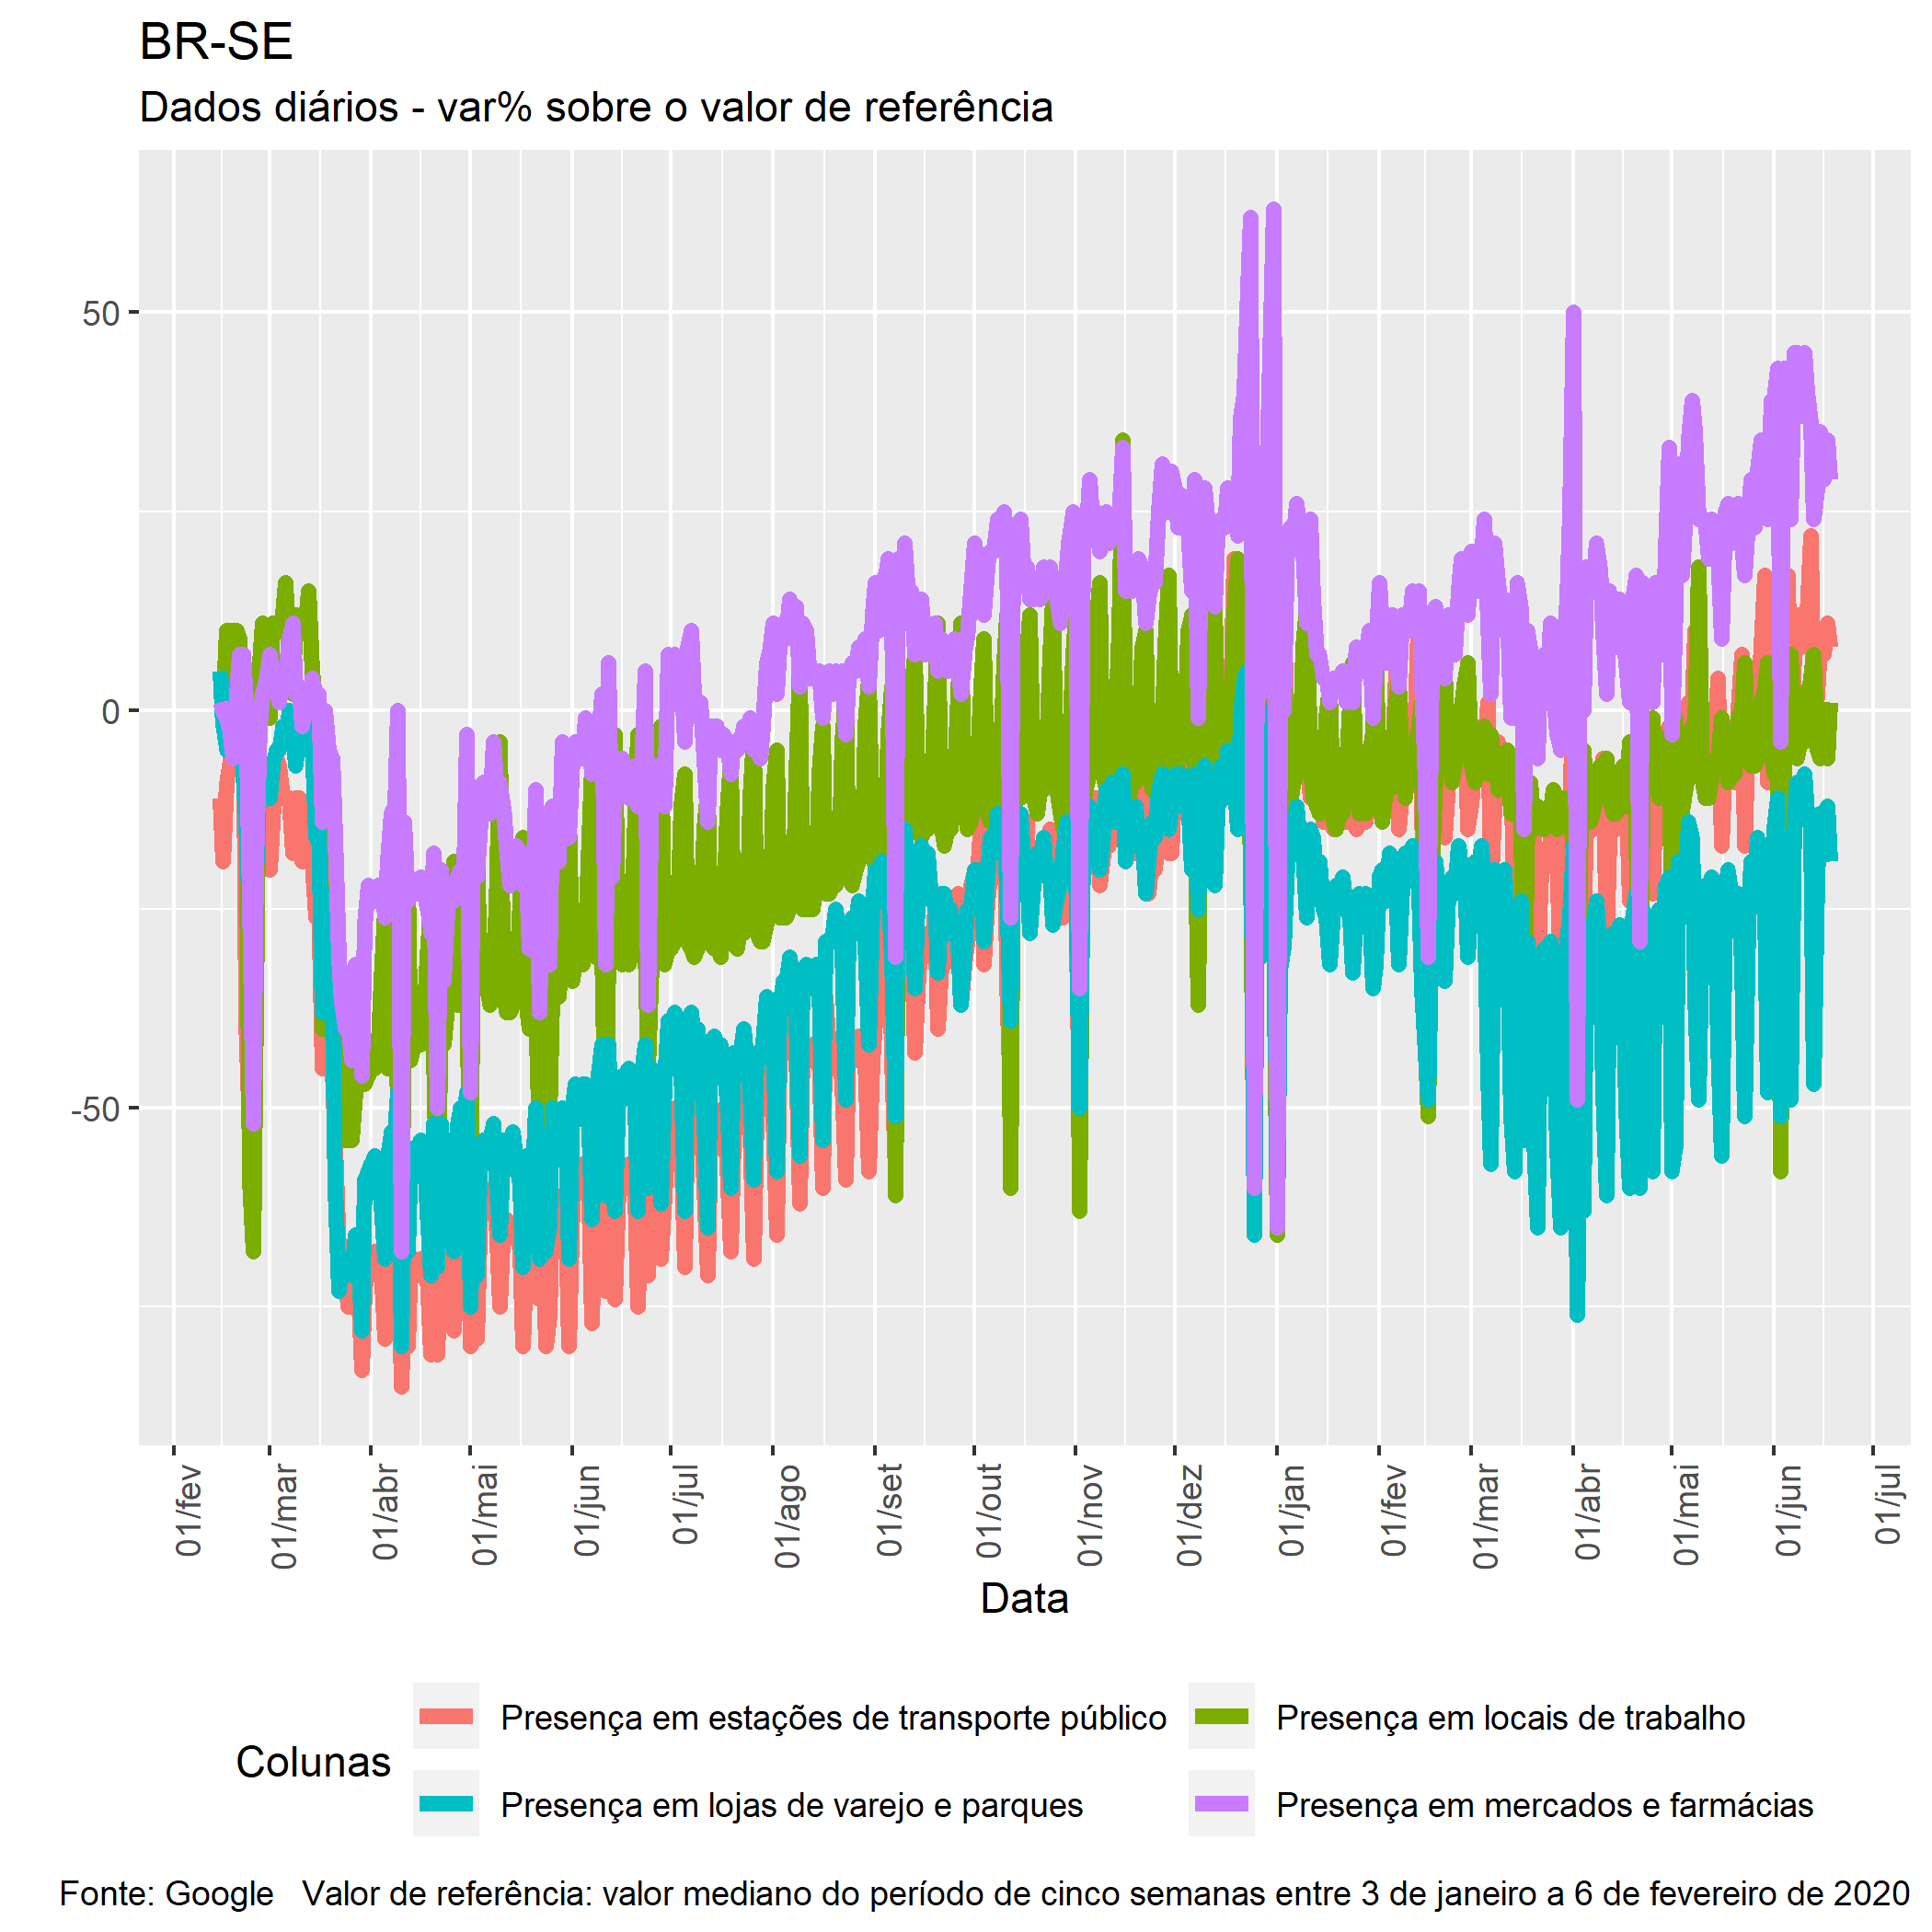 BR-SE
Dados diários - var% sobre o valor de referência
50
0
-50
01/fev
01/mar
01/abr
01/mai
01/jun
01/jul
01/ago
01/set
01/out
01/nov
01/dez
01/jan
01/fev
01/mar
01/abr
01/mai
01/jun
01/jul
Data
Colunas
Presença em estações de transporte público
Presença em locais de trabalho
Presença em lojas de varejo e parques
Presença em mercados e farmácias
Fonte: Google   Valor de referência: valor mediano do período de cinco semanas entre 3 de janeiro a 6 de fevereiro de 2020